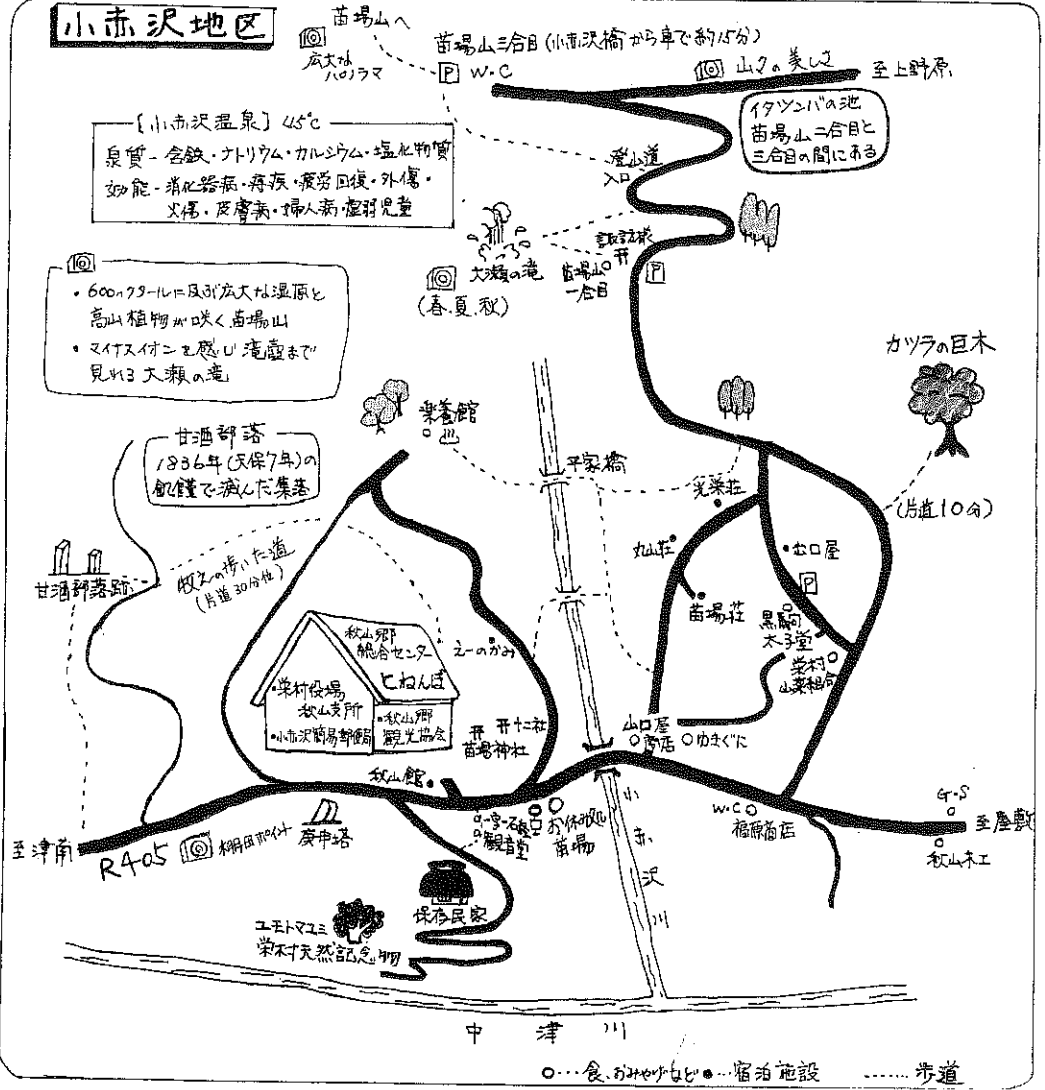 小赤沢地区
苗場山へ
広大な
パノラマ
苗場山三合目(小赤沢橋から車で約15分)
P W.C
山々の美しさ
至上野原
イタツンバの池
苗場山二合目と
三合目の間にある
[小赤沢温泉] 45℃
泉質-含鉄・ナトリウム・カルシウム・塩化物質
効能-消化器病・痔疾・疲労回復・外傷・
火傷・皮膚病・婦人病・虚弱児童
登山道
入口
大瀬の滝
(春.夏.秋)
苗場山
一合目
P
・600ヘクタールに及ぶ広大な湿原と
高山植物が咲く苗場山
・マイナスイオンを感じ滝壺まで
見れる大瀬の滝
カツラの巨木
(片道10分)
楽養館
平家橋
甘酒部落
1836年(天保7年)の
飢饉で滅んだ集落
甘酒部落跡
牧之の歩いた道
(片道30分位)
光栄荘
丸山荘
出口屋
P
苗場荘
黒駒
太子堂
栄村
山菜組合
秋山郷
総合センター
とねんぼ
・栄村役場
秋山支所
・小赤沢簡易郵便局
・秋山郷
観光協会
えーのかみ
十二社
苗場神社
山口屋
商店
ゆきぐに
秋山館
お休み処
苗場
観音堂
W.C
福原商店
G.S
至屋敷
秋山木工
至津南
R405
棚田ポイント
庚申塔
保存民家
ユモトマユミ
栄村天然記念物
小赤沢川
中津川
○…食、おみやげなど ●…宿泊施設 ……歩道